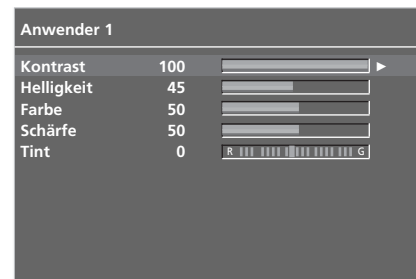 Anwender 1
Kontrast 100
Helligkeit 45
Farbe 50
Schärfe 50
Tint 0 R G